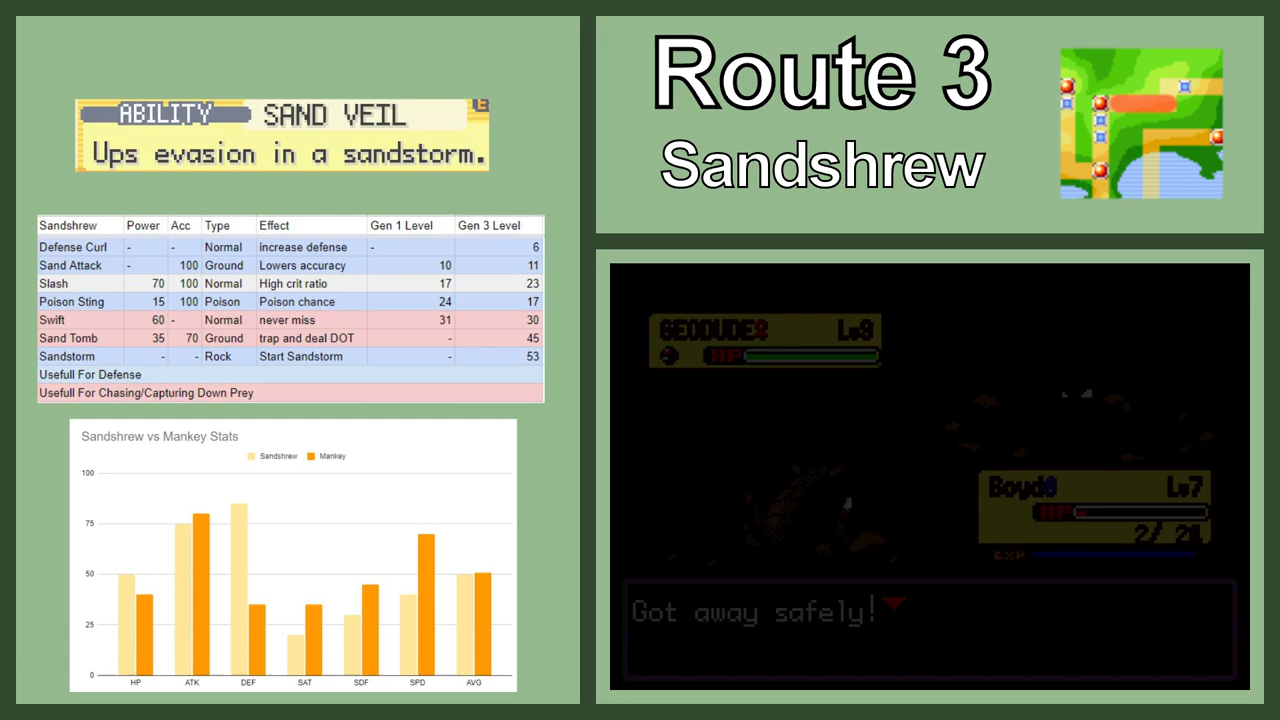 ABILITY SAND VEIL
Ups evasion in a sandstorm.
Sandshrew Power Acc Type Effect Gen 1 Level Gen 3 Level
Defense Curl - - Normal increase defense - 6
Sand Attack - 100 Ground Lowers accuracy 10 11
Slash 70 100 Normal High crit ratio 17 23
Poison Sting 15 100 Poison Poison chance 24 17
Swift 60 - Normal never miss 31 30
Sand Tomb 35 70 Ground trap and deal DOT - 45
Sandstorm - - Rock Start Sandstorm - 53
Usefull For Defense
Usefull For Chasing/Capturing Down Prey
Sandshrew vs Mankey Stats
Sandshrew Mankey
100
75
50
25
0
HP ATK DEF SAT SDF SPD AVG
Route 3
Sandshrew
GEODUDE♀ Lv8
HP
Boyd♂ Lv7
HP
2/ 21
EXP
Got away safely!